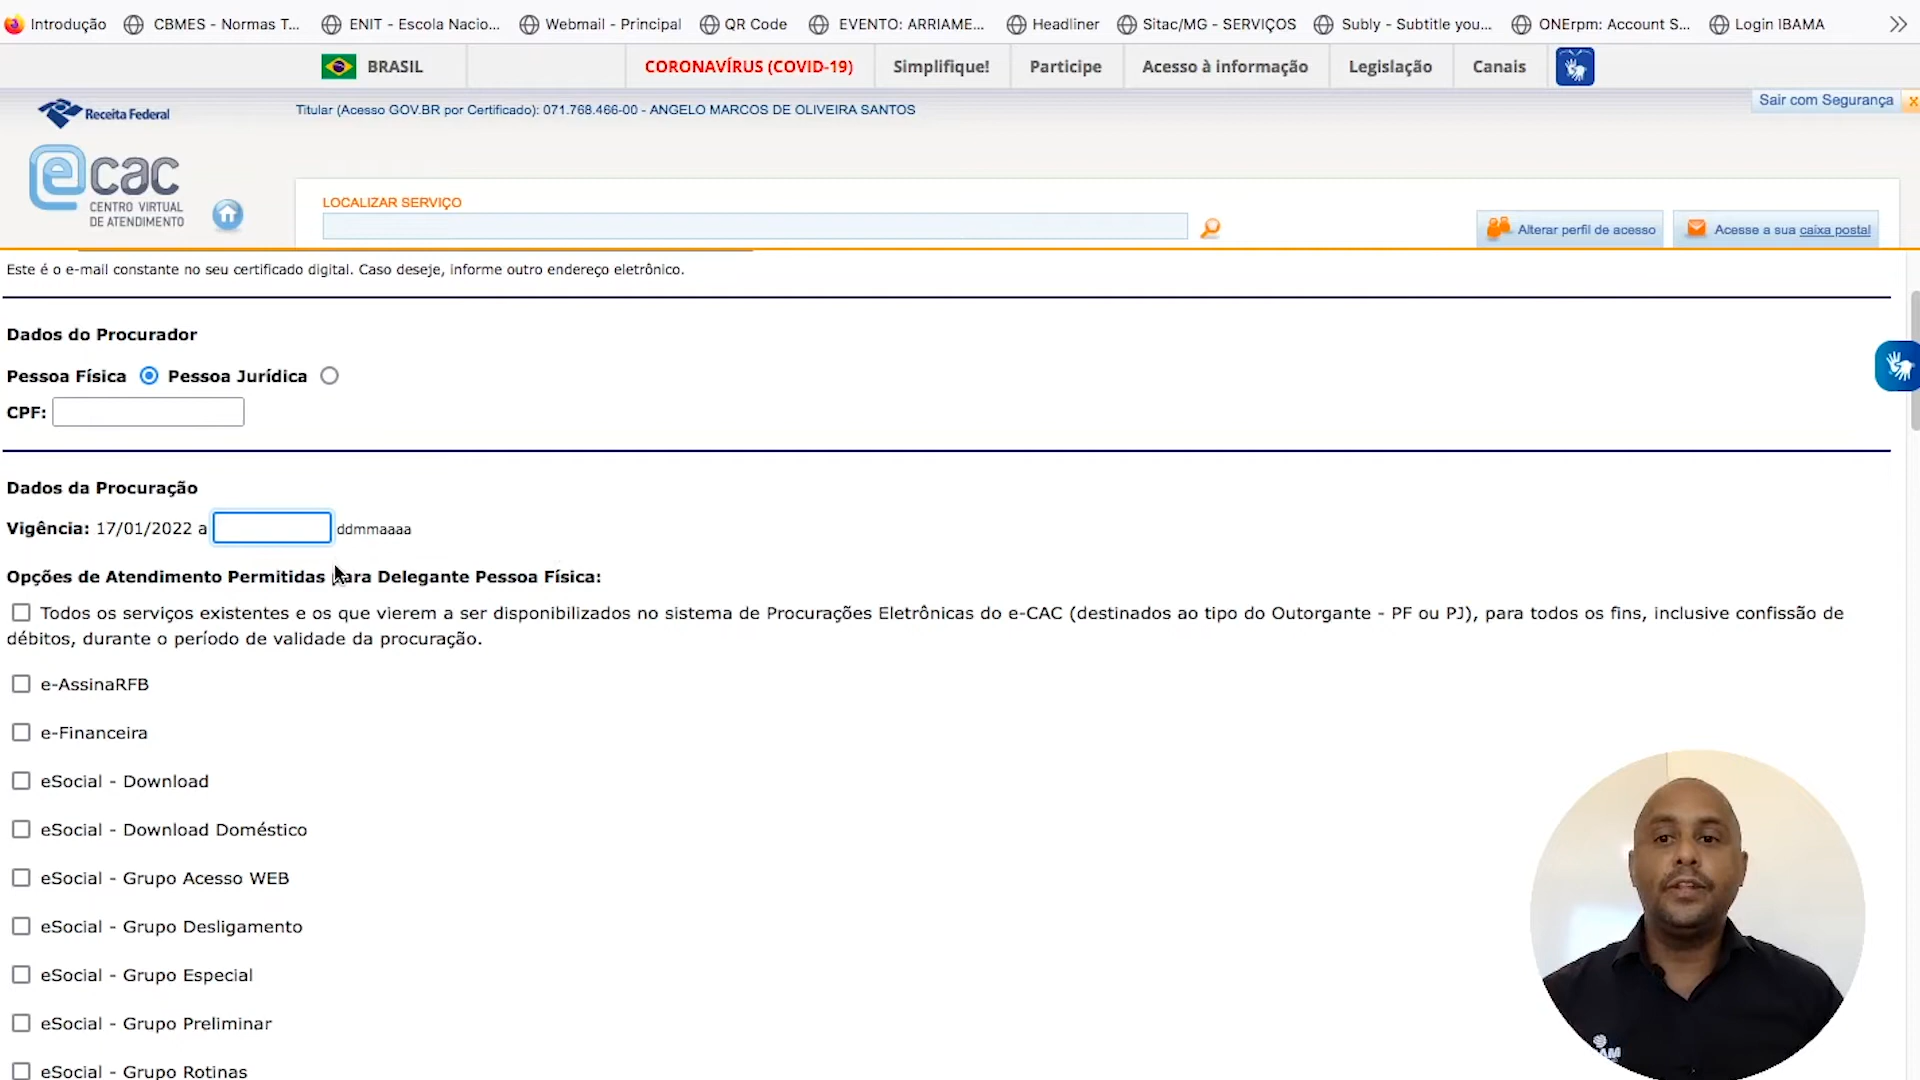 Introdução CBMES - Normas T... ENIT - Escola Nacio... Webmail - Principal QR Code EVENTO: ARRIAME... Headliner Sitac/MG - SERVIÇOS Subly - Subtitle you... ONErpm: Account S... Login IBAMA
BRASIL CORONAVÍRUS (COVID-19) Simplifique! Participe Acesso à informação Legislação Canais
Receita Federal Titular (Acesso GOV.BR por Certificado): 071.768.466-00 - ANGELO MARCOS DE OLIVEIRA SANTOS Sair com Segurança x
ecac
CENTRO VIRTUAL
DE ATENDIMENTO
LOCALIZAR SERVIÇO
Alterar perfil de acesso Acesse a sua caixa postal
Este é o e-mail constante no seu certificado digital. Caso deseje, informe outro endereço eletrônico.
Dados do Procurador
Pessoa Física Pessoa Jurídica
CPF:
Dados da Procuração
Vigência: 17/01/2022 a ddmmaaaa
Opções de Atendimento Permitidas para Delegante Pessoa Física:
Todos os serviços existentes e os que vierem a ser disponibilizados no sistema de Procurações Eletrônicas do e-CAC (destinados ao tipo do Outorgante - PF ou PJ), para todos os fins, inclusive confissão de
débitos, durante o período de validade da procuração.
e-AssinaRFB
e-Financeira
eSocial - Download
eSocial - Download Doméstico
eSocial - Grupo Acesso WEB
eSocial - Grupo Desligamento
eSocial - Grupo Especial
eSocial - Grupo Preliminar
eSocial - Grupo Rotinas